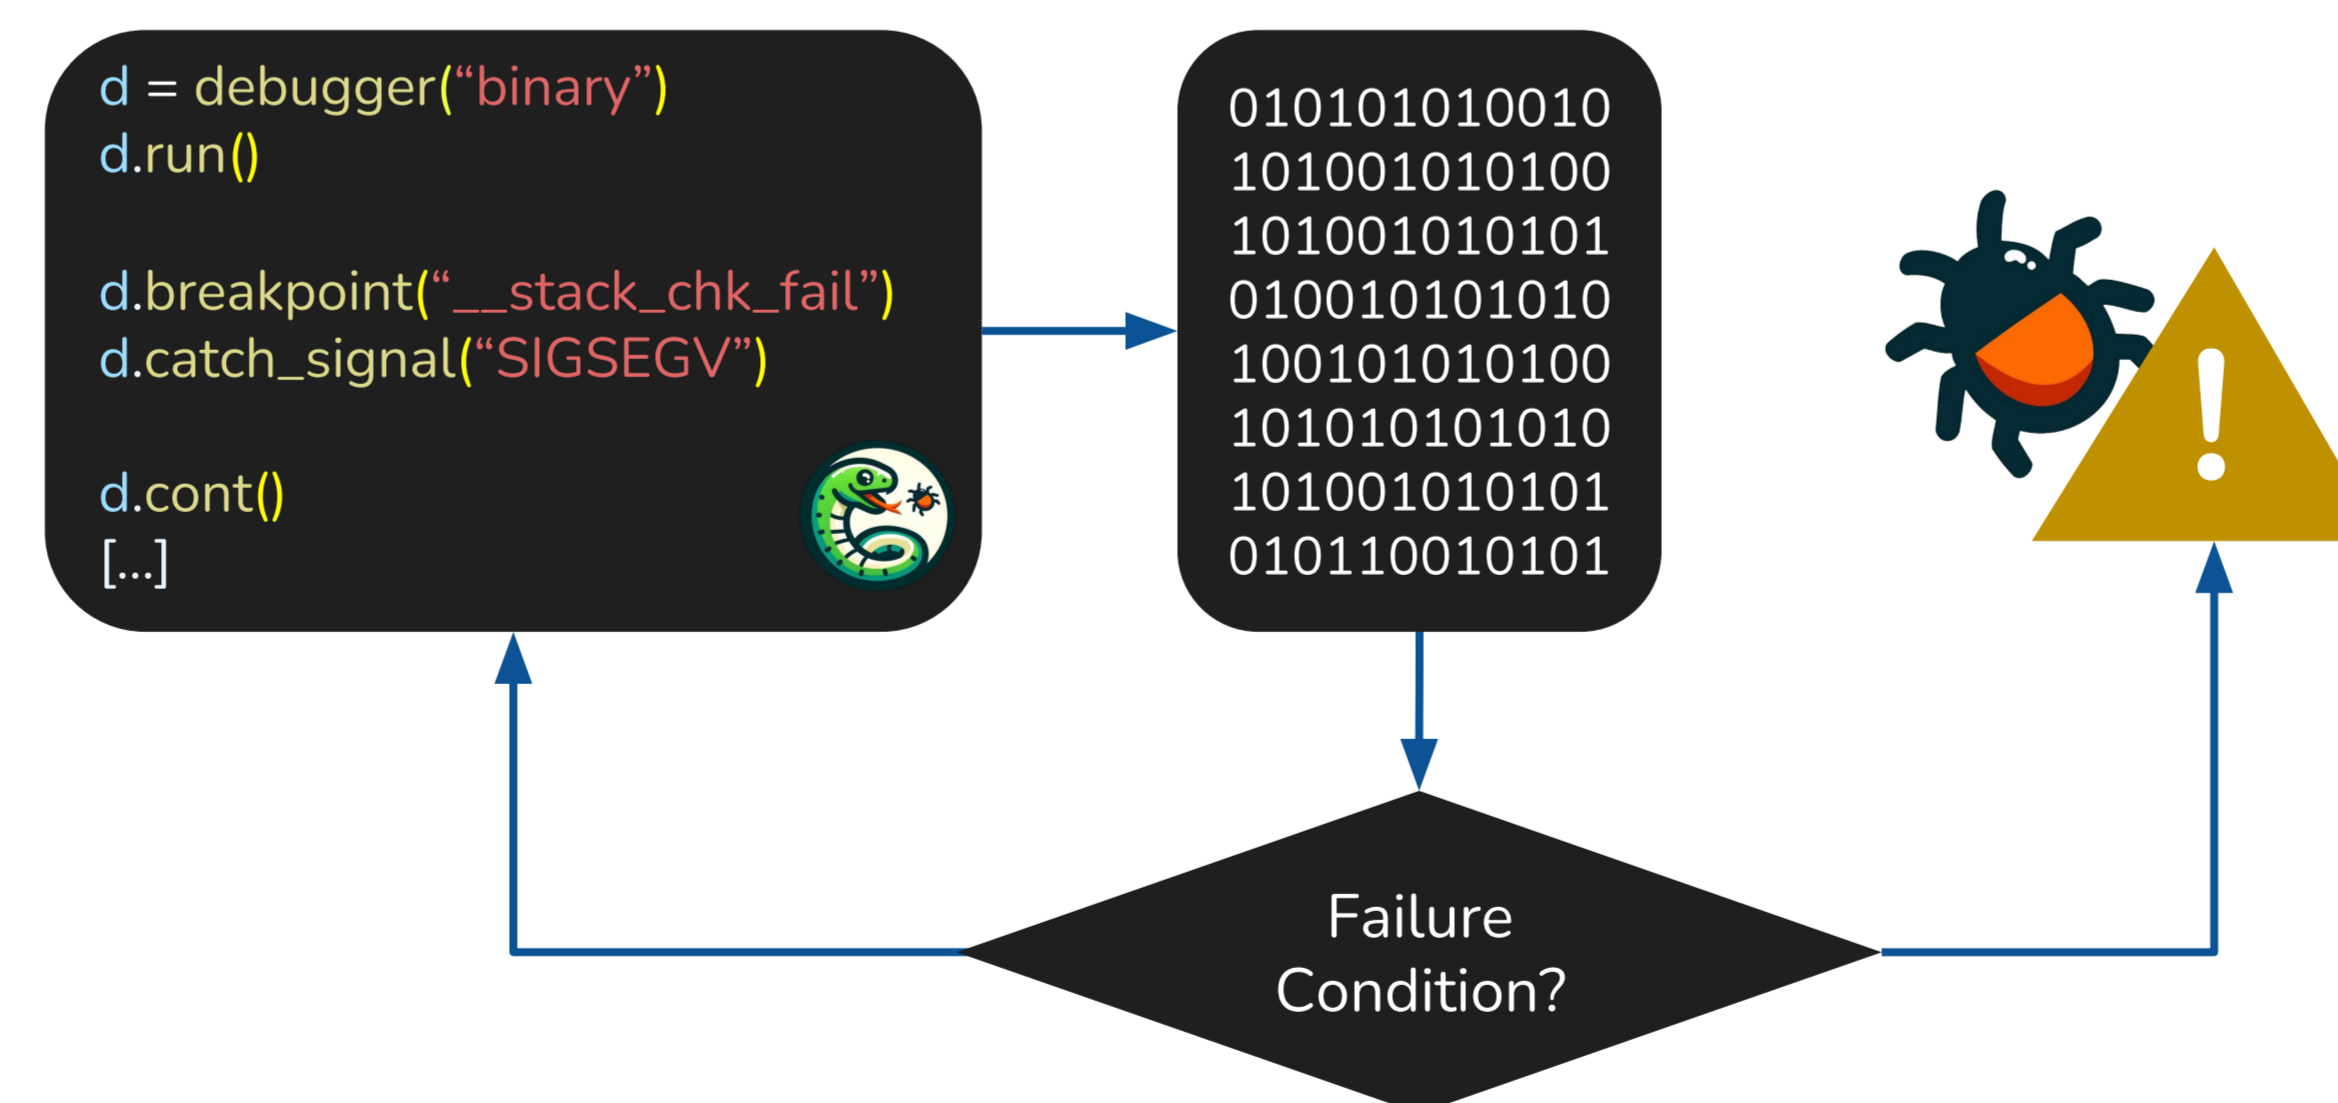 d = debugger(“binary”)
d.run()
d.breakpoint(“__stack_chk_fail”)
d.catch_signal(“SIGSEGV”)
d.cont()
[...]
010101010010
101001010100
101001010101
010010101010
100101010100
101010101010
101001010101
010110010101
!
Failure
Condition?